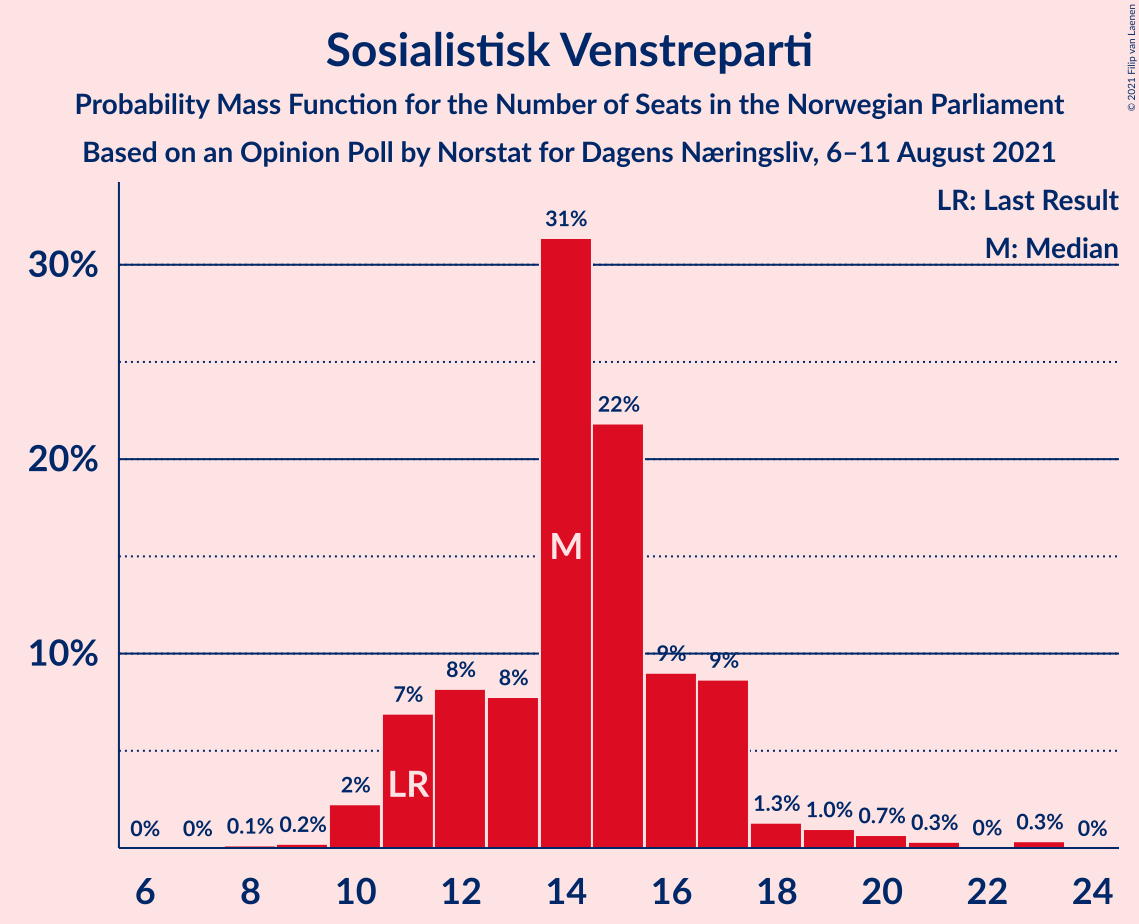 Sosialistisk Venstreparti
Probability Mass Function for the Number of Seats in the Norwegian Parliament
Based on an Opinion Poll by Norstat for Dagens Næringsliv, 6–11 August 2021
© 2021 Filip van Laenen
LR: Last Result
M: Median
30%
20%
10%
0%
0%
0.1%
0.2%
2%
7%
8%
8%
31%
22%
9%
9%
1.3%
1.0%
0.7%
0.3%
0%
0.3%
0%
LR
M
6 8 10 12 14 16 18 20 22 24